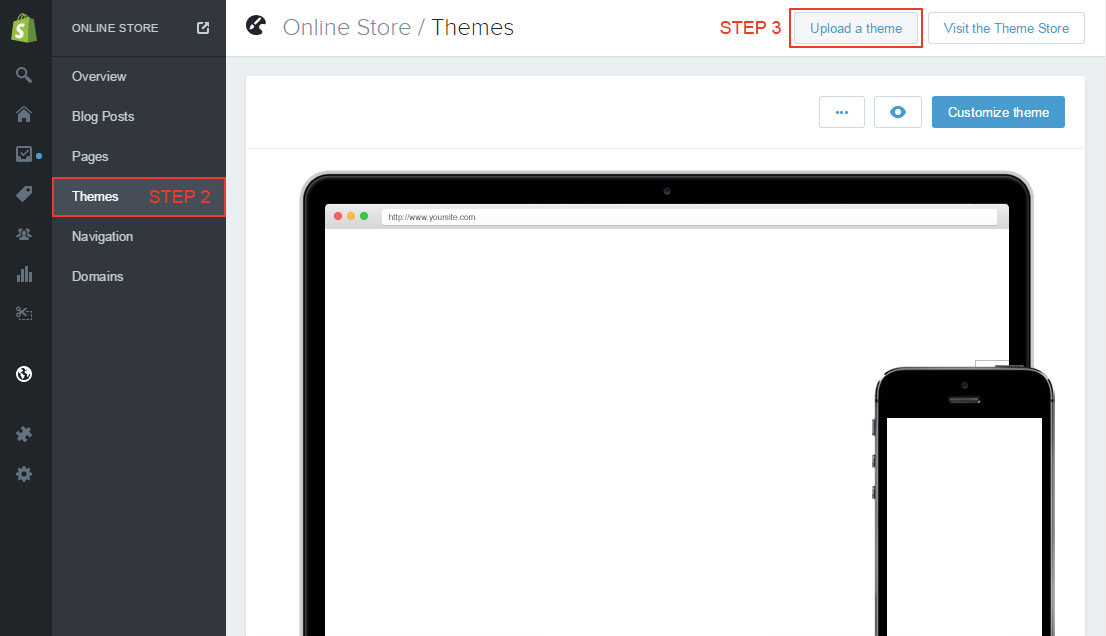 ONLINE STORE
Online Store / Themes
STEP 3
Upload a theme
Visit the Theme Store
Overview
Blog Posts
Pages
Themes
STEP 2
Navigation
Domains
...
Customize theme
http://www.yoursite.com